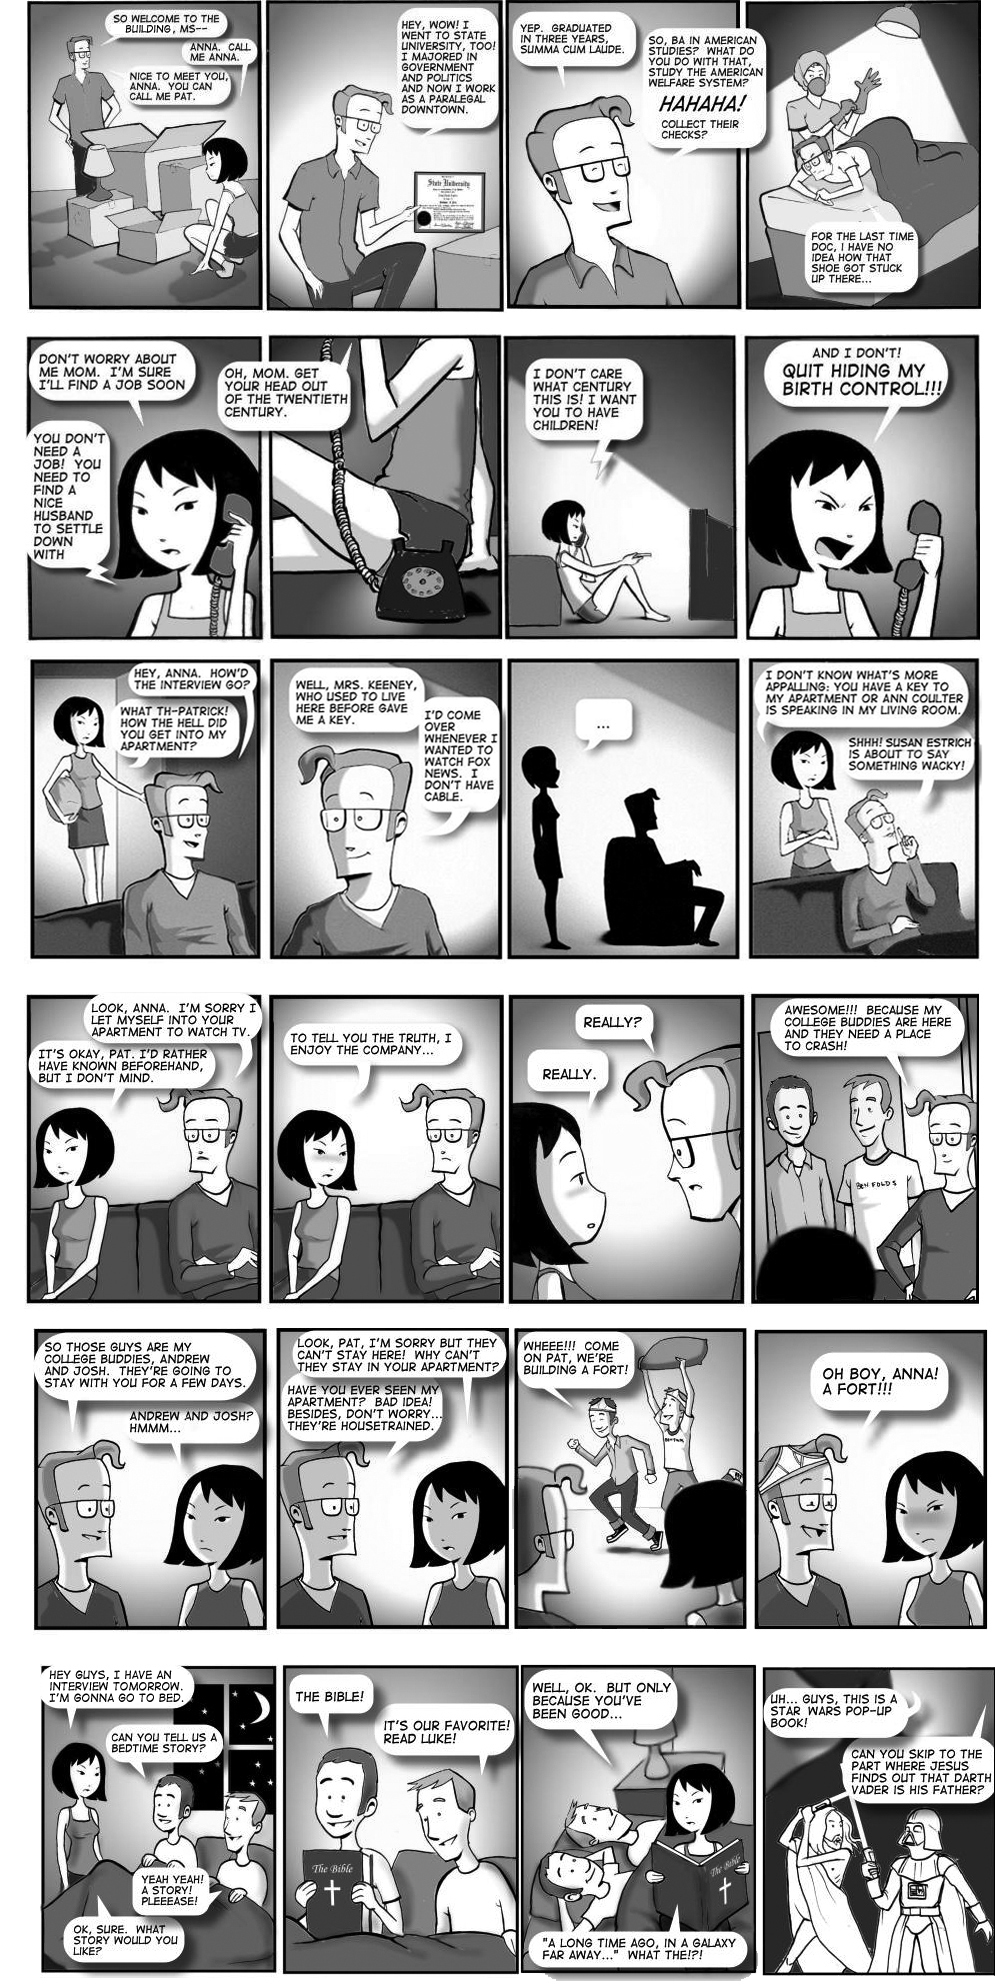 SO WELCOME TO THE
BUILDING, MS--
ANNA. CALL
ME ANNA.
NICE TO MEET YOU,
ANNA. YOU CAN
CALL ME PAT.
HEY, WOW! I
WENT TO STATE
UNIVERSITY, TOO!
I MAJORED IN
GOVERNMENT
AND POLITICS
AND NOW I WORK
AS A PARALEGAL
DOWNTOWN.
State University
YEP. GRADUATED
IN THREE YEARS,
SUMMA CUM LAUDE.
SO, BA IN AMERICAN
STUDIES? WHAT DO
YOU DO WITH THAT,
STUDY THE AMERICAN
WELFARE SYSTEM?
HAHAHA!
COLLECT THEIR
CHECKS?
FOR THE LAST TIME
DOC, I HAVE NO
IDEA HOW THAT
SHOE GOT STUCK
UP THERE...
DON'T WORRY ABOUT
ME MOM. I'M SURE
I'LL FIND A JOB SOON
YOU DON'T
NEED A
JOB! YOU
NEED TO
FIND A
NICE
HUSBAND
TO SETTLE
DOWN
WITH
OH, MOM. GET
YOUR HEAD OUT
OF THE TWENTIETH
CENTURY.
I DON'T CARE
WHAT CENTURY
THIS IS! I WANT
YOU TO HAVE
CHILDREN!
AND I DON'T!
QUIT HIDING MY
BIRTH CONTROL!!!
HEY, ANNA. HOW'D
THE INTERVIEW GO?
WHAT TH-PATRICK!
HOW THE HELL DID
YOU GET INTO MY
APARTMENT?
WELL, MRS. KEENEY,
WHO USED TO LIVE
HERE BEFORE GAVE
ME A KEY.
I'D COME
OVER
WHENEVER I
WANTED TO
WATCH FOX
NEWS. I
DON'T HAVE
CABLE.
...
I DON'T KNOW WHAT'S MORE
APPALLING: YOU HAVE A KEY TO
MY APARTMENT OR ANN COULTER
IS SPEAKING IN MY LIVING ROOM.
SHHH! SUSAN ESTRICH
IS ABOUT TO SAY
SOMETHING WACKY!
LOOK, ANNA. I'M SORRY I
LET MYSELF INTO YOUR
APARTMENT TO WATCH TV.
IT'S OKAY, PAT. I'D RATHER
HAVE KNOWN BEFOREHAND,
BUT I DON'T MIND.
TO TELL YOU THE TRUTH, I
ENJOY THE COMPANY...
REALLY?
REALLY.
AWESOME!!! BECAUSE MY
COLLEGE BUDDIES ARE HERE
AND THEY NEED A PLACE
TO CRASH!
BEN FOLDS
SO THOSE GUYS ARE MY
COLLEGE BUDDIES, ANDREW
AND JOSH. THEY'RE GOING TO
STAY WITH YOU FOR A FEW DAYS.
ANDREW AND JOSH?
HMMM...
LOOK, PAT, I'M SORRY BUT THEY
CAN'T STAY HERE! WHY CAN'T
THEY STAY IN YOUR APARTMENT?
HAVE YOU EVER SEEN MY
APARTMENT? BAD IDEA!
BESIDES, DON'T WORRY...
THEY'RE HOUSETRAINED.
WHEEE!!! COME
ON PAT, WE'RE
BUILDING A FORT!
OH BOY, ANNA!
A FORT!!!
HEY GUYS, I HAVE AN
INTERVIEW TOMORROW.
I'M GONNA GO TO BED.
CAN YOU TELL US A
BEDTIME STORY?
YEAH YEAH!
A STORY!
PLEEEASE!
OK, SURE. WHAT
STORY WOULD YOU
LIKE?
THE BIBLE!
IT'S OUR FAVORITE!
READ LUKE!
The Bible
WELL, OK. BUT ONLY
BECAUSE YOU'VE
BEEN GOOD...
The Bible
"A LONG TIME AGO, IN A GALAXY
FAR AWAY..." WHAT THE!?!
UH... GUYS, THIS IS A
STAR WARS POP-UP
BOOK!
CAN YOU SKIP TO THE
PART WHERE JESUS
FINDS OUT THAT DARTH
VADER IS HIS FATHER?